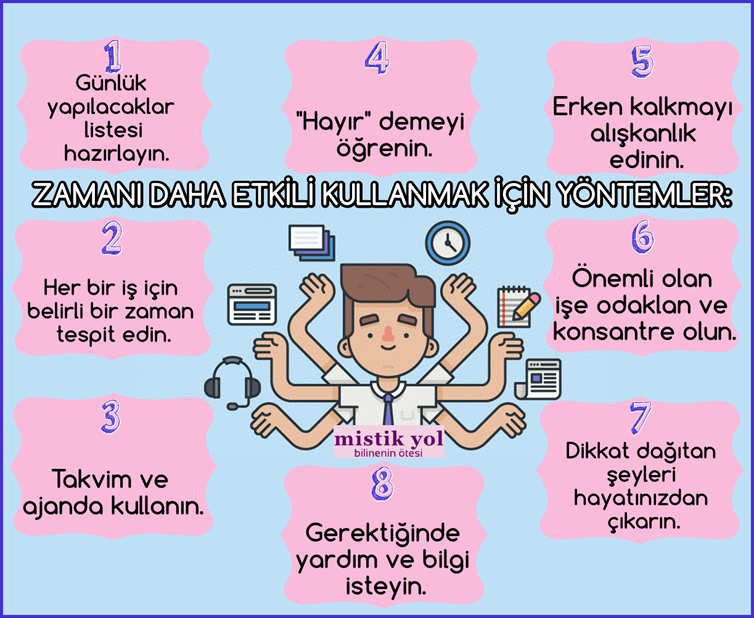 ZAMANI DAHA ETKİLİ KULLANMAK İÇİN YÖNTEMLER:
1
Günlük
yapılacaklar
listesi
hazırlayın.
2
Her bir iş için
belirli bir zaman
tespit edin.
3
Takvim ve
ajanda kullanın.
4
"Hayır" demeyi
öğrenin.
5
Erken kalkmayı
alışkanlık
edinin.
6
Önemli olan
işe odaklan ve
konsantre olun.
7
Dikkat dağıtan
şeyleri
hayatınızdan
çıkarın.
8
Gerektiğinde
yardım ve bilgi
isteyin.
mistik yol
bilinenin ötesi